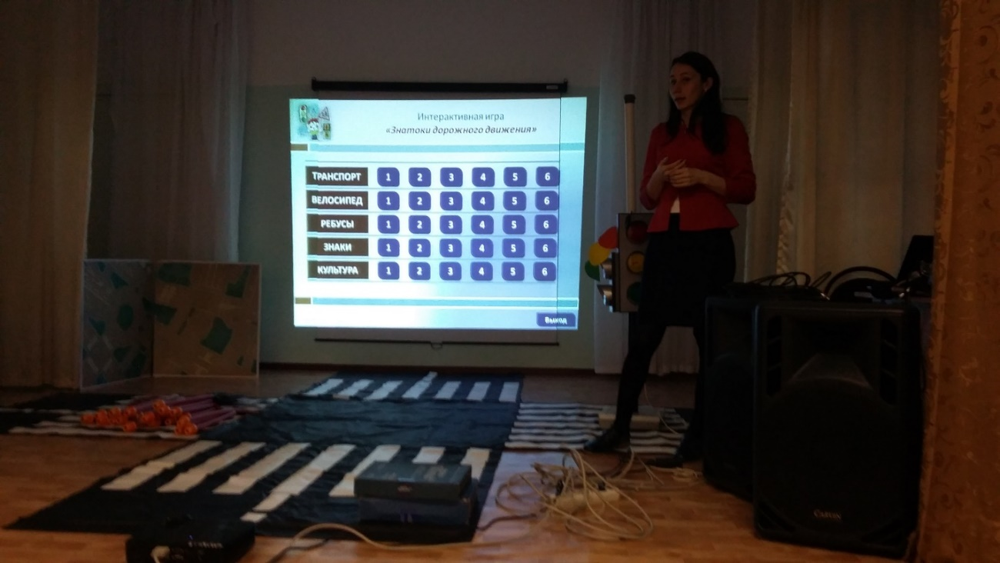 Интерактивная игра
«Знатоки дорожного движения»
ТРАНСПОРТ 1 2 3 4 5 6
ВЕЛОСИПЕД 1 2 3 4 5 6
РЕБУСЫ 1 2 3 4 5 6
ЗНАКИ 1 2 3 4 5 6
КУЛЬТУРА 1 2 3 4 5 6
Выход